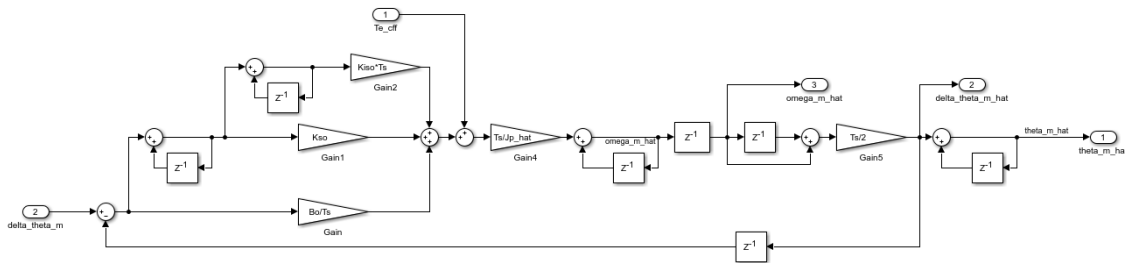 1
Te_cff
+
+
z-1
Kiso*Ts
Gain2
3
omega_m_hat
2
delta_theta_m_hat
+
+
z-1
Kso
Gain1
+
+
+
+
+
Ts/Jp_hat
Gain4
+
+
omega_m_hat
z-1
z-1
z-1
+
+
Ts/2
Gain5
+
+
z-1
theta_m_hat
1
theta_m_ha
2
delta_theta_m
+
−
Bo/Ts
Gain
z-1